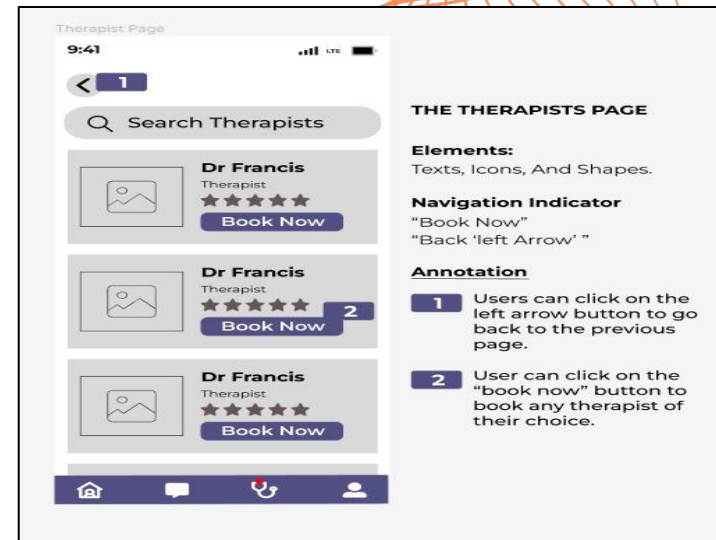 Therapist Page
9:41
LTE
1
Search Therapists
Dr Francis
Therapist
Book Now
Dr Francis
Therapist
2
Book Now
Dr Francis
Therapist
Book Now
THE THERAPISTS PAGE
Elements:
Texts, Icons, And Shapes.
Navigation Indicator
“Book Now”
“Back ‘left Arrow’ ”
Annotation
1 Users can click on the
left arrow button to go
back to the previous
page.
2 User can click on the
“book now” button to
book any therapist of
their choice.